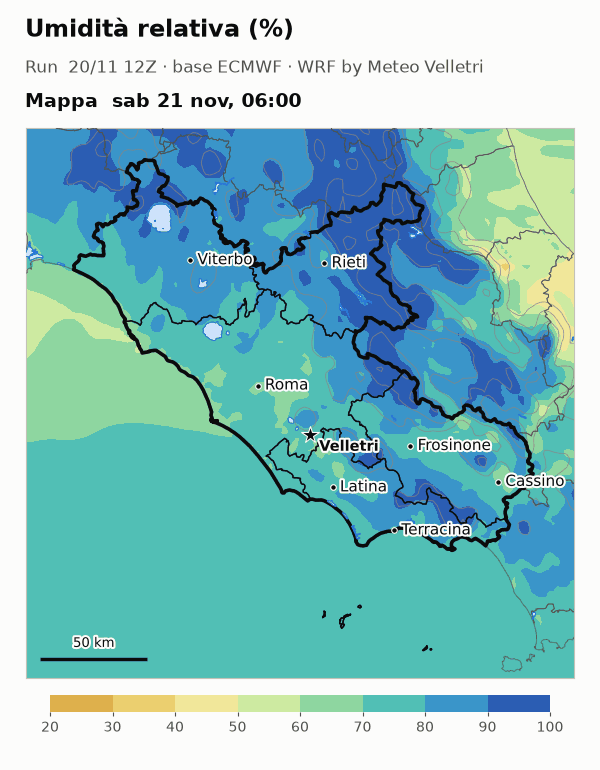 Umidità relativa (%)
Run  20/11 12Z · base ECMWF · WRF by Meteo Velletri
Mappa  sab 21 nov, 06:00
Viterbo
Rieti
Roma
Velletri
Frosinone
Cassino
Latina
Terracina
50 km
20 30 40 50 60 70 80 90 100